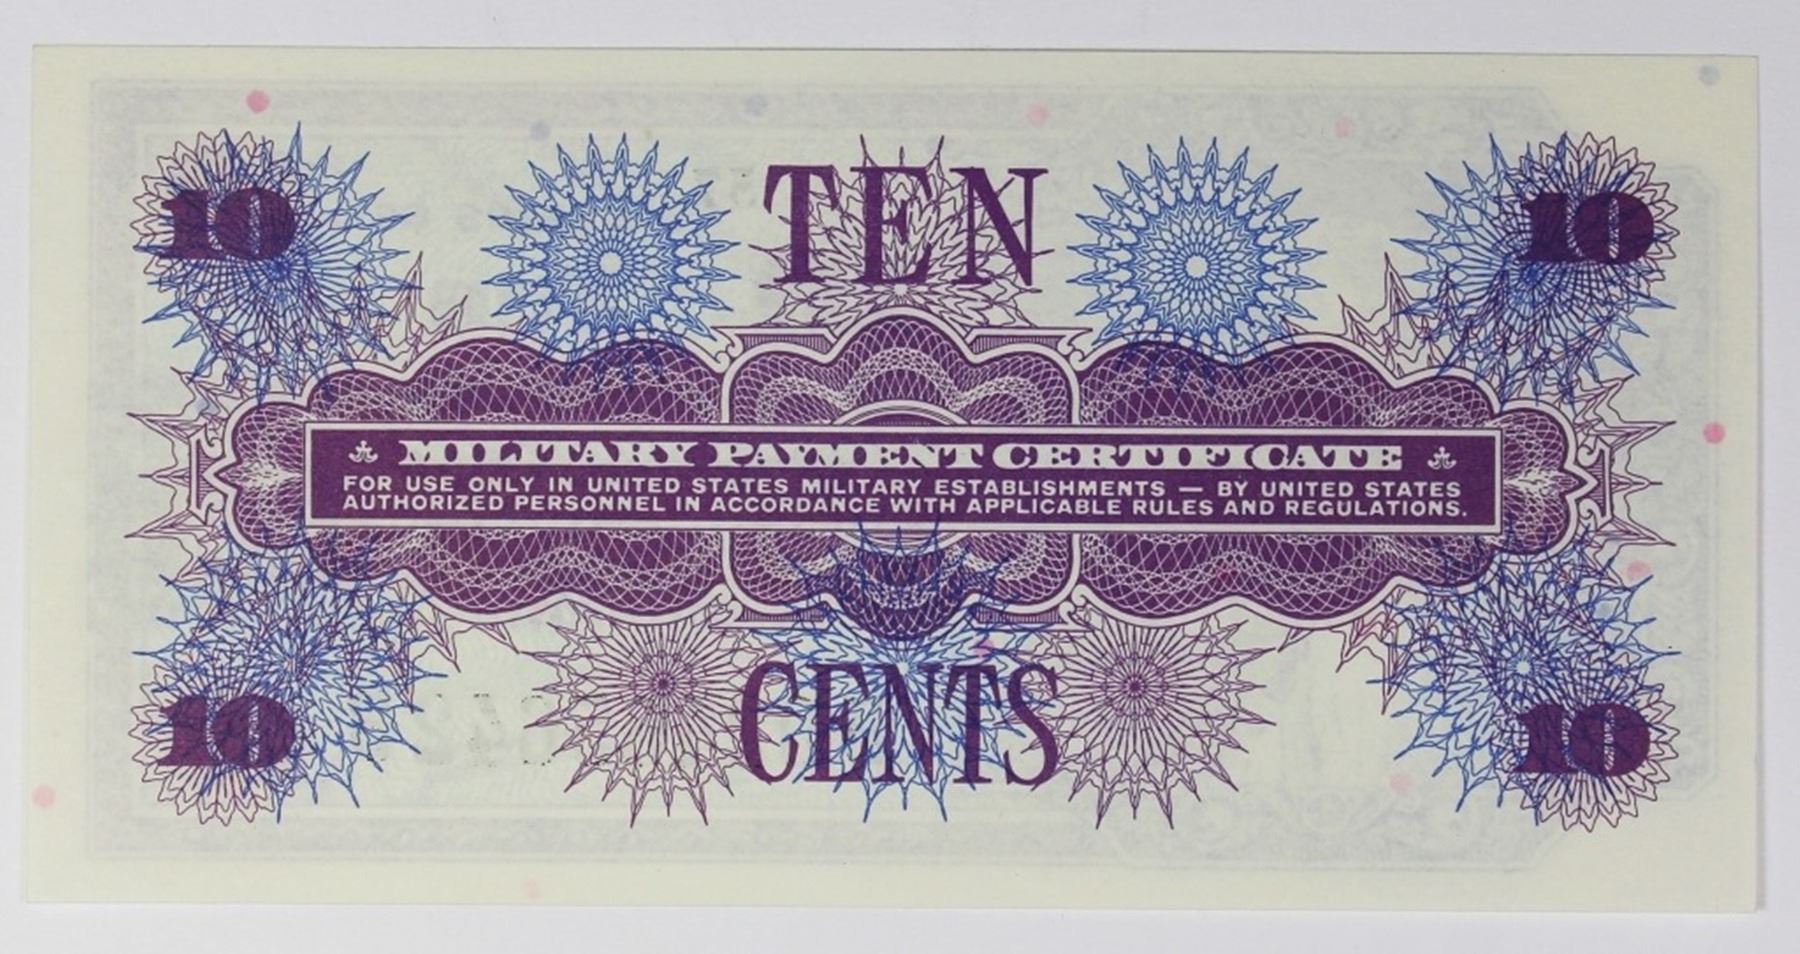 10 TEN 10
MILITARY PAYMENT CERTIFICATE
FOR USE ONLY IN UNITED STATES MILITARY ESTABLISHMENTS — BY UNITED STATES
AUTHORIZED PERSONNEL IN ACCORDANCE WITH APPLICABLE RULES AND REGULATIONS.
10 CENTS 10